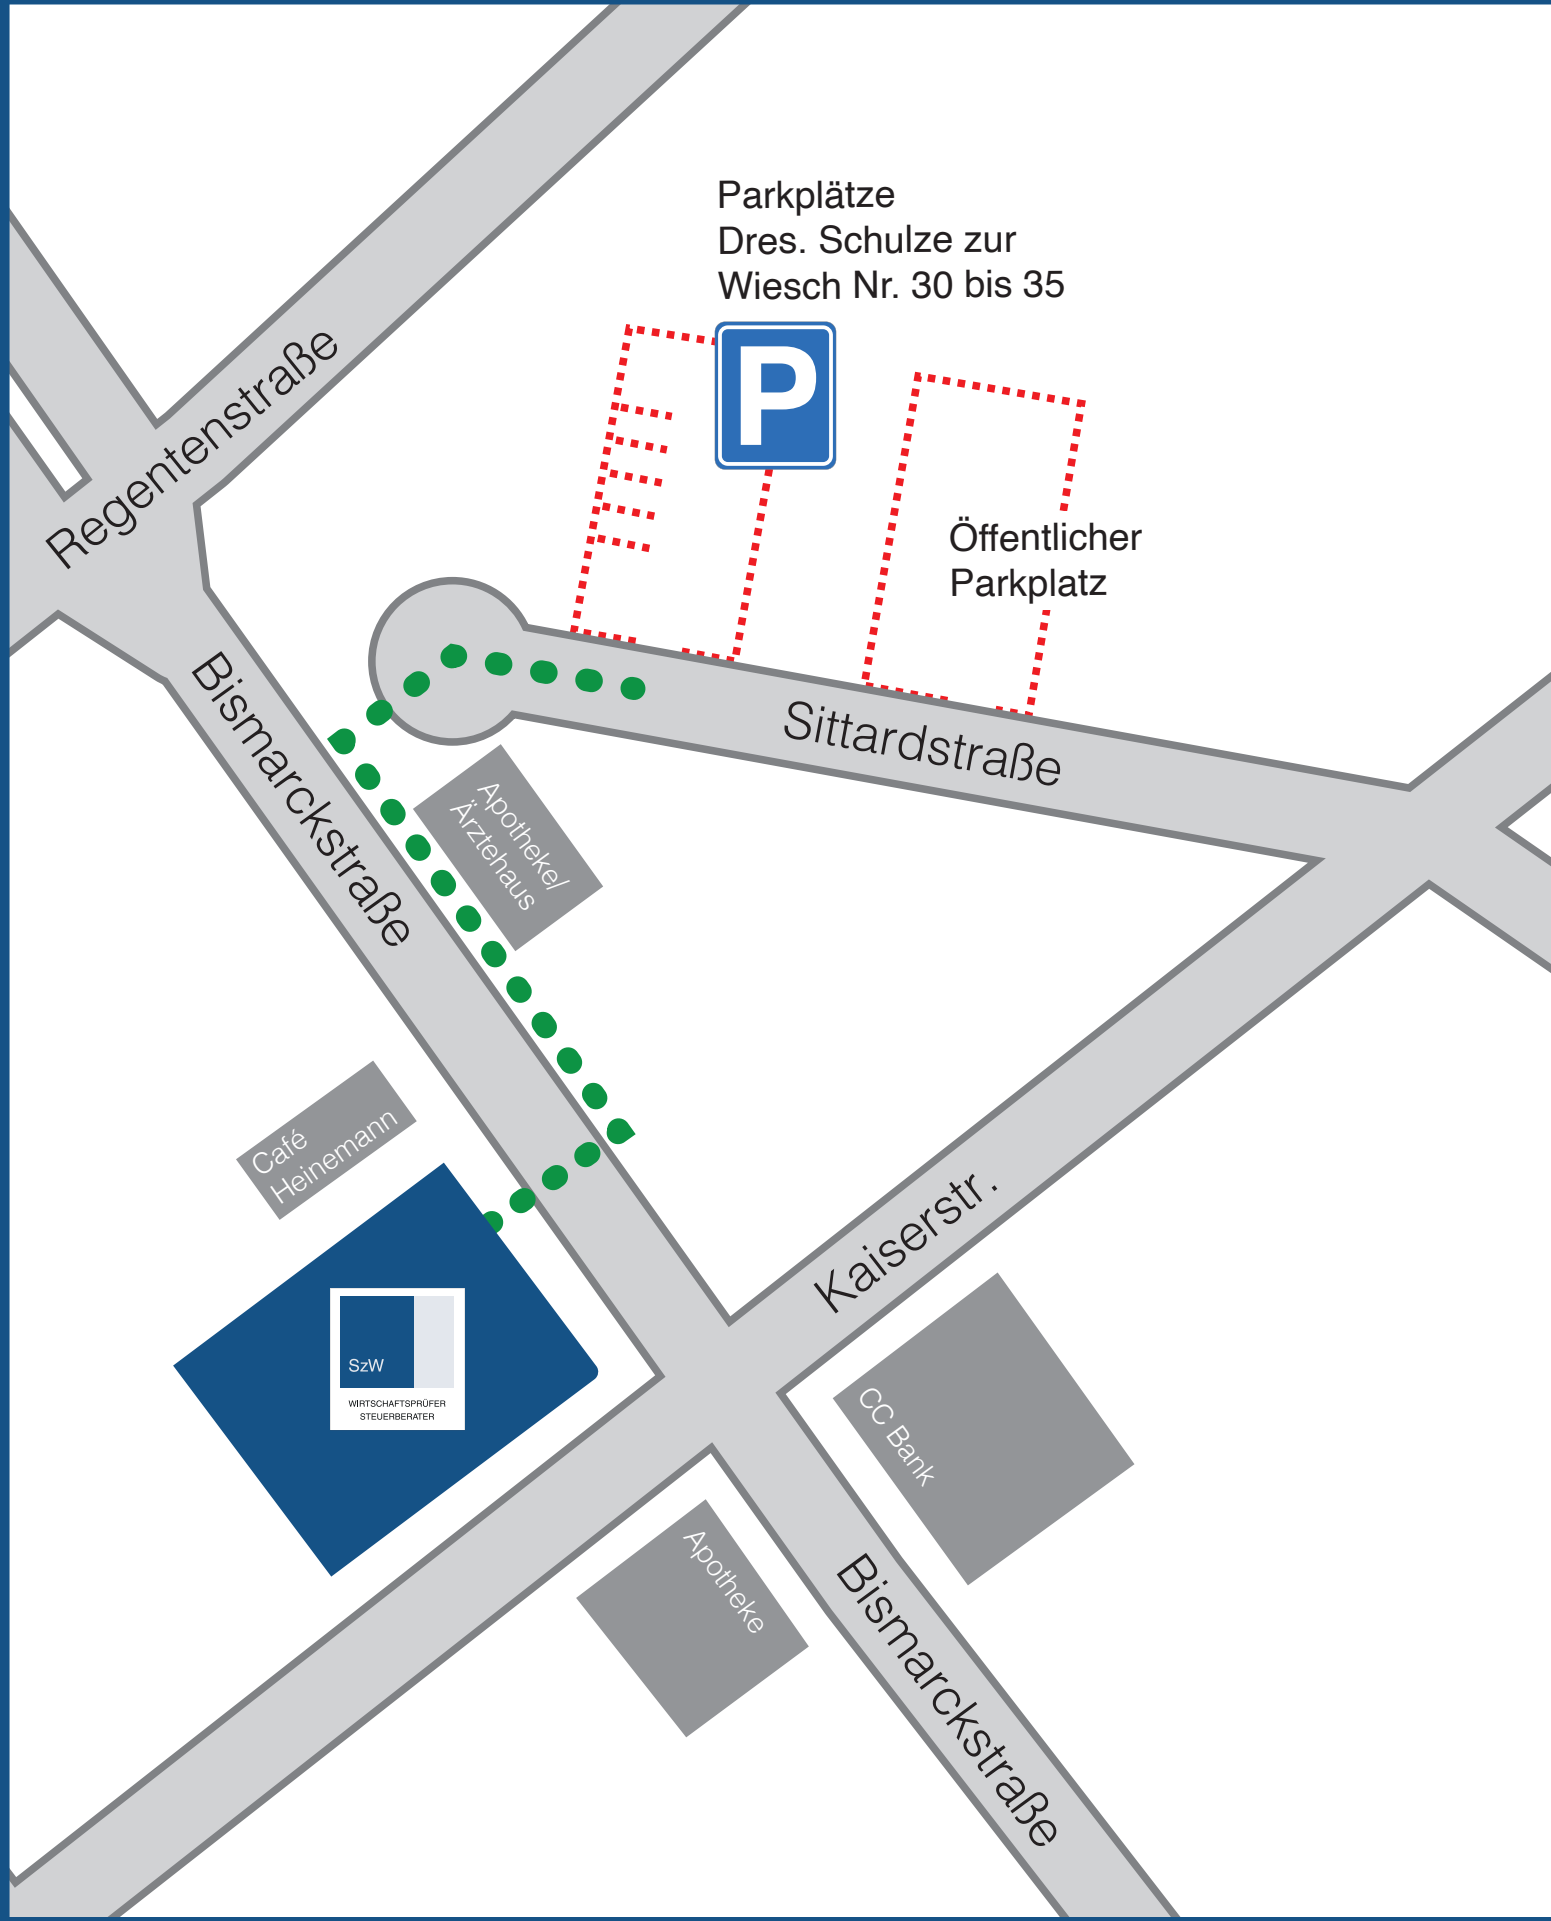 Parkplätze
Dres. Schulze zur
Wiesch Nr. 30 bis 35
Regentenstraße
P
Öffentlicher
Parkplatz
Bismarckstraße
Sittardstraße
Apotheke/
Ärztehaus
Café
Heinemann
Kaiserstr.
SzW
WIRTSCHAFTSPRÜFER
STEUERBERATER
CC Bank
Apotheke
Bismarckstraße